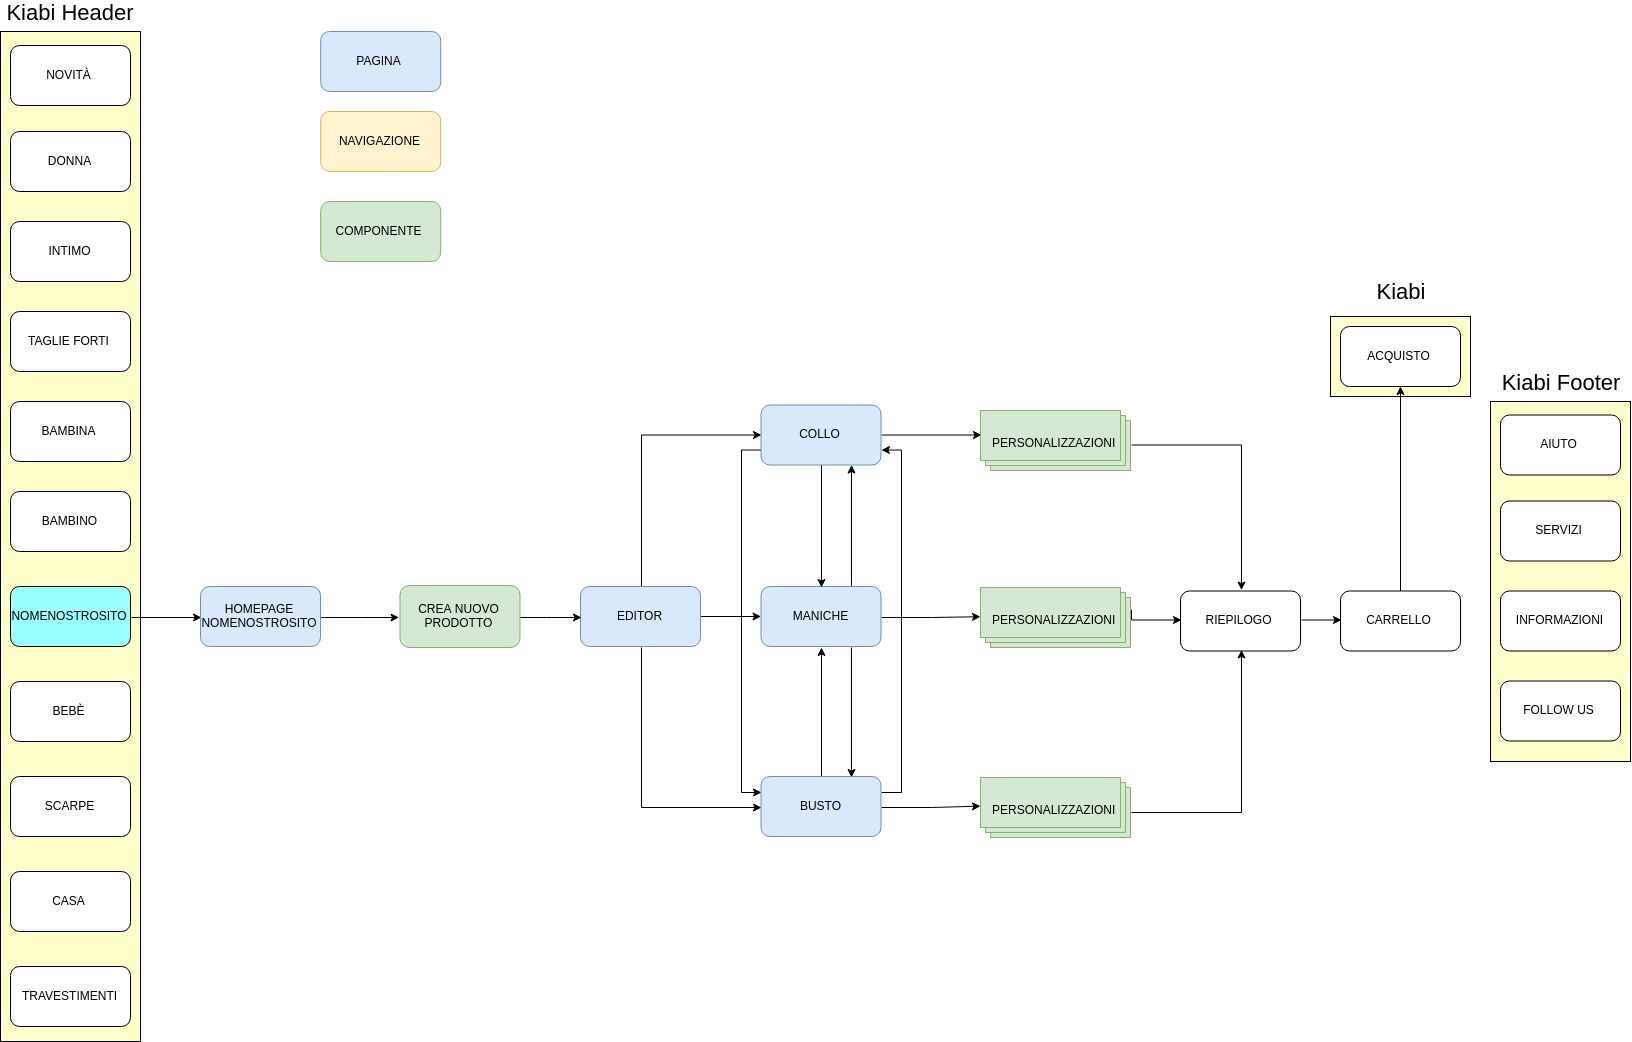 Kiabi Header
NOVITÀ
DONNA
INTIMO
TAGLIE FORTI
BAMBINA
BAMBINO
NOMENOSTROSITO
BEBÈ
SCARPE
CASA
TRAVESTIMENTI
PAGINA
NAVIGAZIONE
COMPONENTE
HOMEPAGE
NOMENOSTROSITO
CREA NUOVO
PRODOTTO
EDITOR
COLLO
MANICHE
BUSTO
PERSONALIZZAZIONI
PERSONALIZZAZIONI
PERSONALIZZAZIONI
RIEPILOGO
CARRELLO
Kiabi
ACQUISTO
Kiabi Footer
AIUTO
SERVIZI
INFORMAZIONI
FOLLOW US